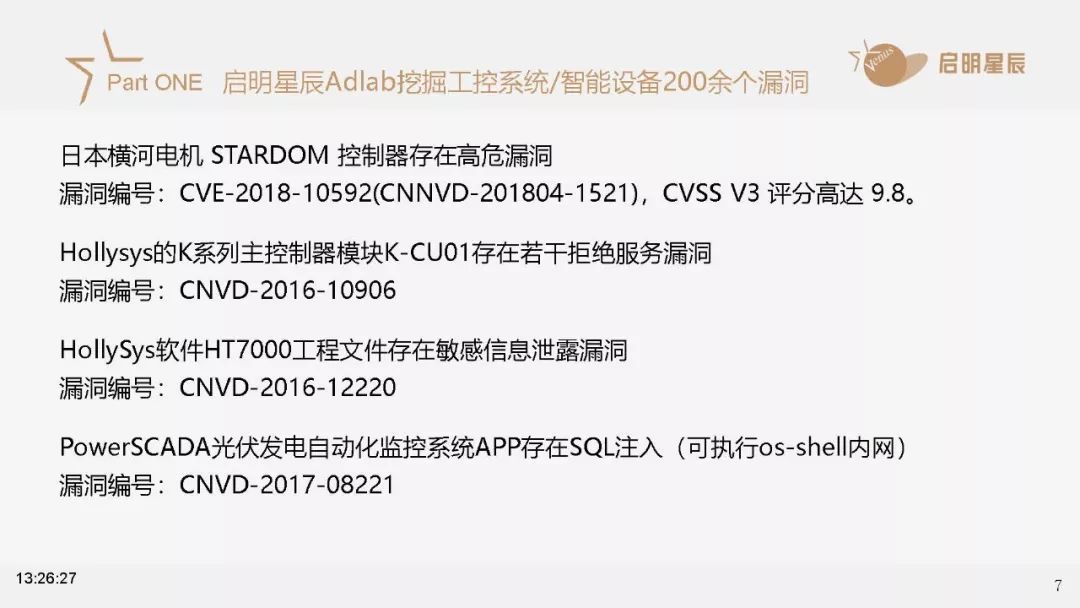 Part ONE 启明星辰Adlab挖掘工控系统/智能设备200余个漏洞
Venus 启明星辰
日本横河电机 STARDOM 控制器存在高危漏洞
漏洞编号：CVE-2018-10592(CNNVD-201804-1521)，CVSS V3 评分高达 9.8。
Hollysys的K系列主控制器模块K-CU01存在若干拒绝服务漏洞
漏洞编号：CNVD-2016-10906
HollySys软件HT7000工程文件存在敏感信息泄露漏洞
漏洞编号：CNVD-2016-12220
PowerSCADA光伏发电自动化监控系统APP存在SQL注入（可执行os-shell内网）
漏洞编号：CNVD-2017-08221
13:26:27
7